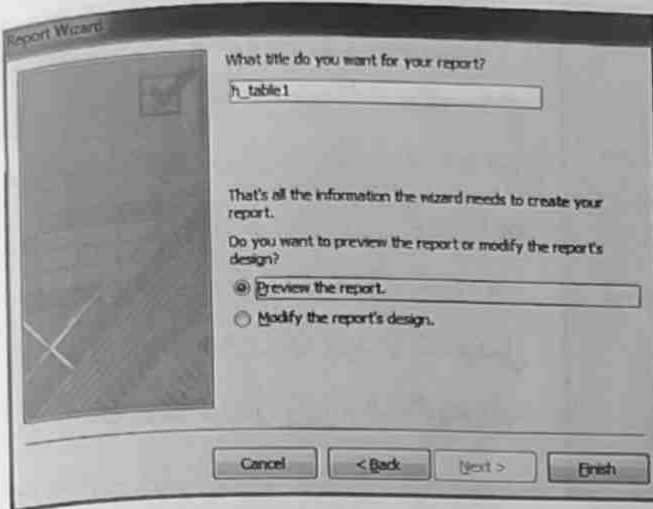 Report Wizard
What title do you want for your report?
h_table1
That's all the information the wizard needs to create your
report.
Do you want to preview the report or modify the report's
design?
Preview the report.
Modify the report's design.
Cancel
< Back
Next >
Finish